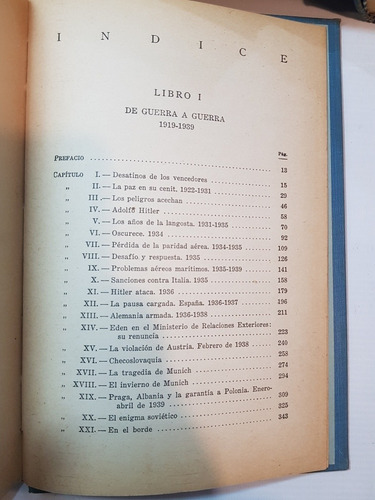 INDICE
LIBRO I
DE GUERRA A GUERRA
1919-1939
Pág.
PREFACIO 13
CAPÍTULO I.— Desatinos de los vencedores 15
„ II.— La paz en su cenit. 1922-1931 29
„ III.— Los peligros acechan 46
„ IV.— Adolfo Hitler 58
„ V.— Los años de la langosta. 1931-1935 70
„ VI.— Oscurece. 1934 92
„ VII.— Pérdida de la paridad aérea. 1934-1935 109
„ VIII.— Desafío y respuesta. 1935 126
„ IX.— Problemas aéreos marítimos. 1935-1939 141
„ X.— Sanciones contra Italia. 1935 158
„ XI.— Hitler ataca. 1936 179
„ XII.— La pausa cargada. España. 1936-1937 196
„ XIII.— Alemania armada. 1936-1938 211
„ XIV.— Eden en el Ministerio de Relaciones Exteriores:
su renuncia 223
„ XV.— La violación de Austria. Febrero de 1938 240
„ XVI.— Checoslovaquia 258
„ XVII.— La tragedia de Munich 274
„ XVIII.— El invierno de Munich 294
„ XIX.— Praga, Albania y la garantía a Polonia. Enero-
abril de 1939 309
„ XX.— El enigma soviético 325
„ XXI.— En el borde 343